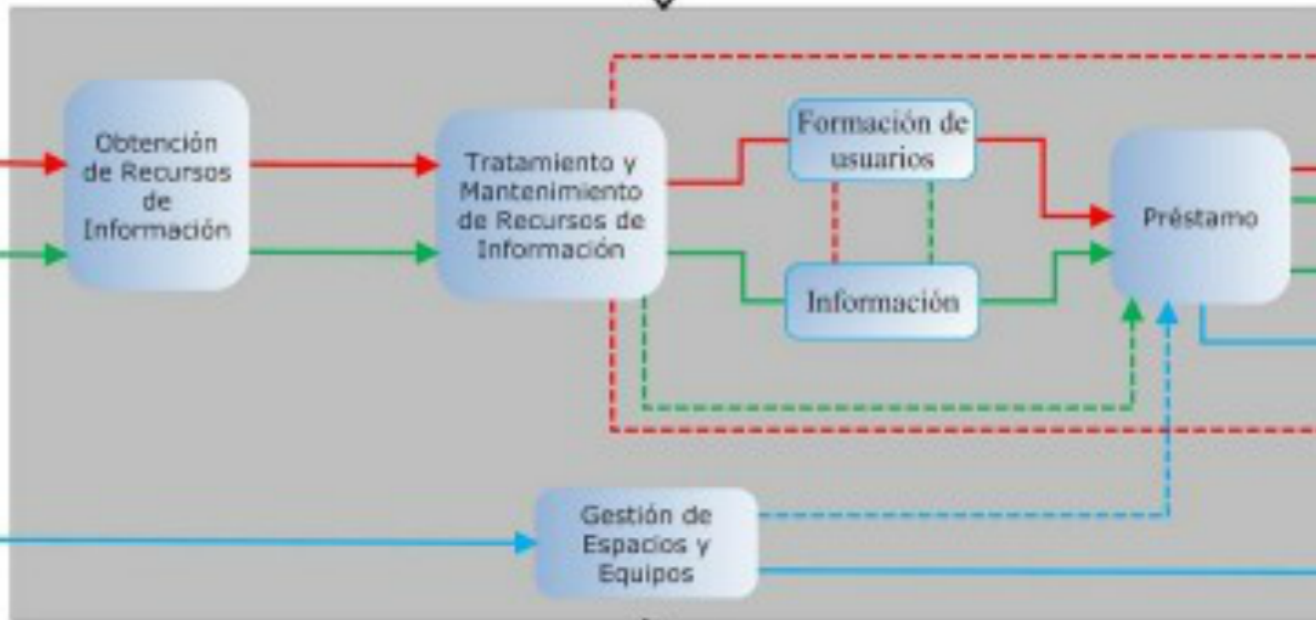 Obtención
de Recursos
de
Información
Tratamiento y
Mantenimiento
de Recursos de
Información
Formación de
usuarios
Información
Préstamo
Gestión de
Espacios y
Equipos